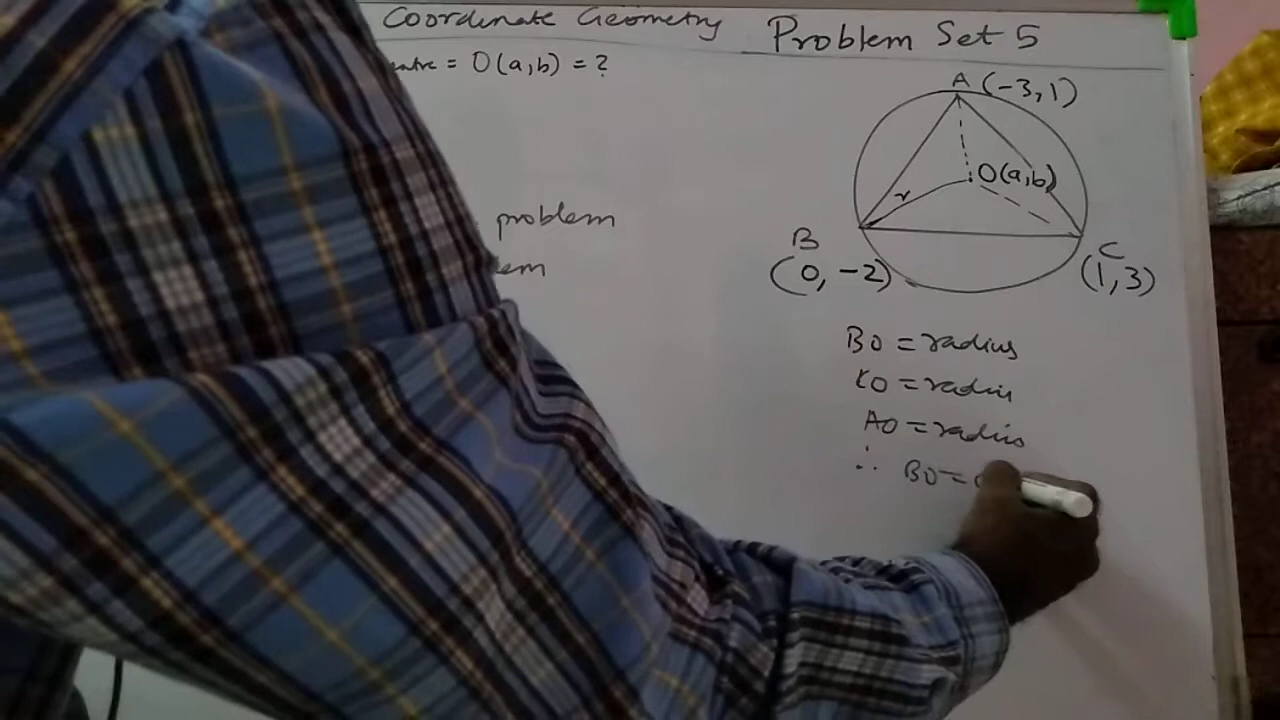 Coordinate Geometry Problem Set 5
= O(a,b) = ?
problem
A (-3,1)
O(a,b)
r
B
(0, -2)
C
(1,3)
BO = radius
CO = radius
AO = radius
∴ BO =